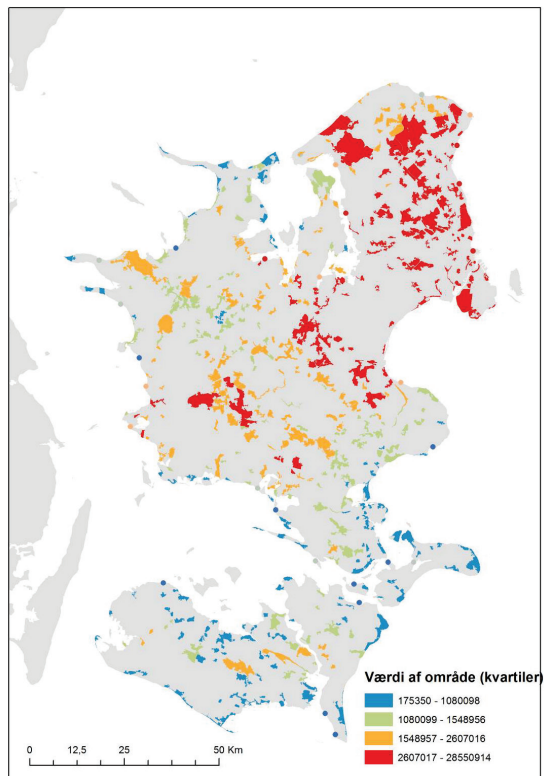 Værdi af område (kvartiler)
175350 - 1080098
1080099 - 1548956
1548957 - 2607016
2607017 - 28550914
0 12,5 25 50 Km